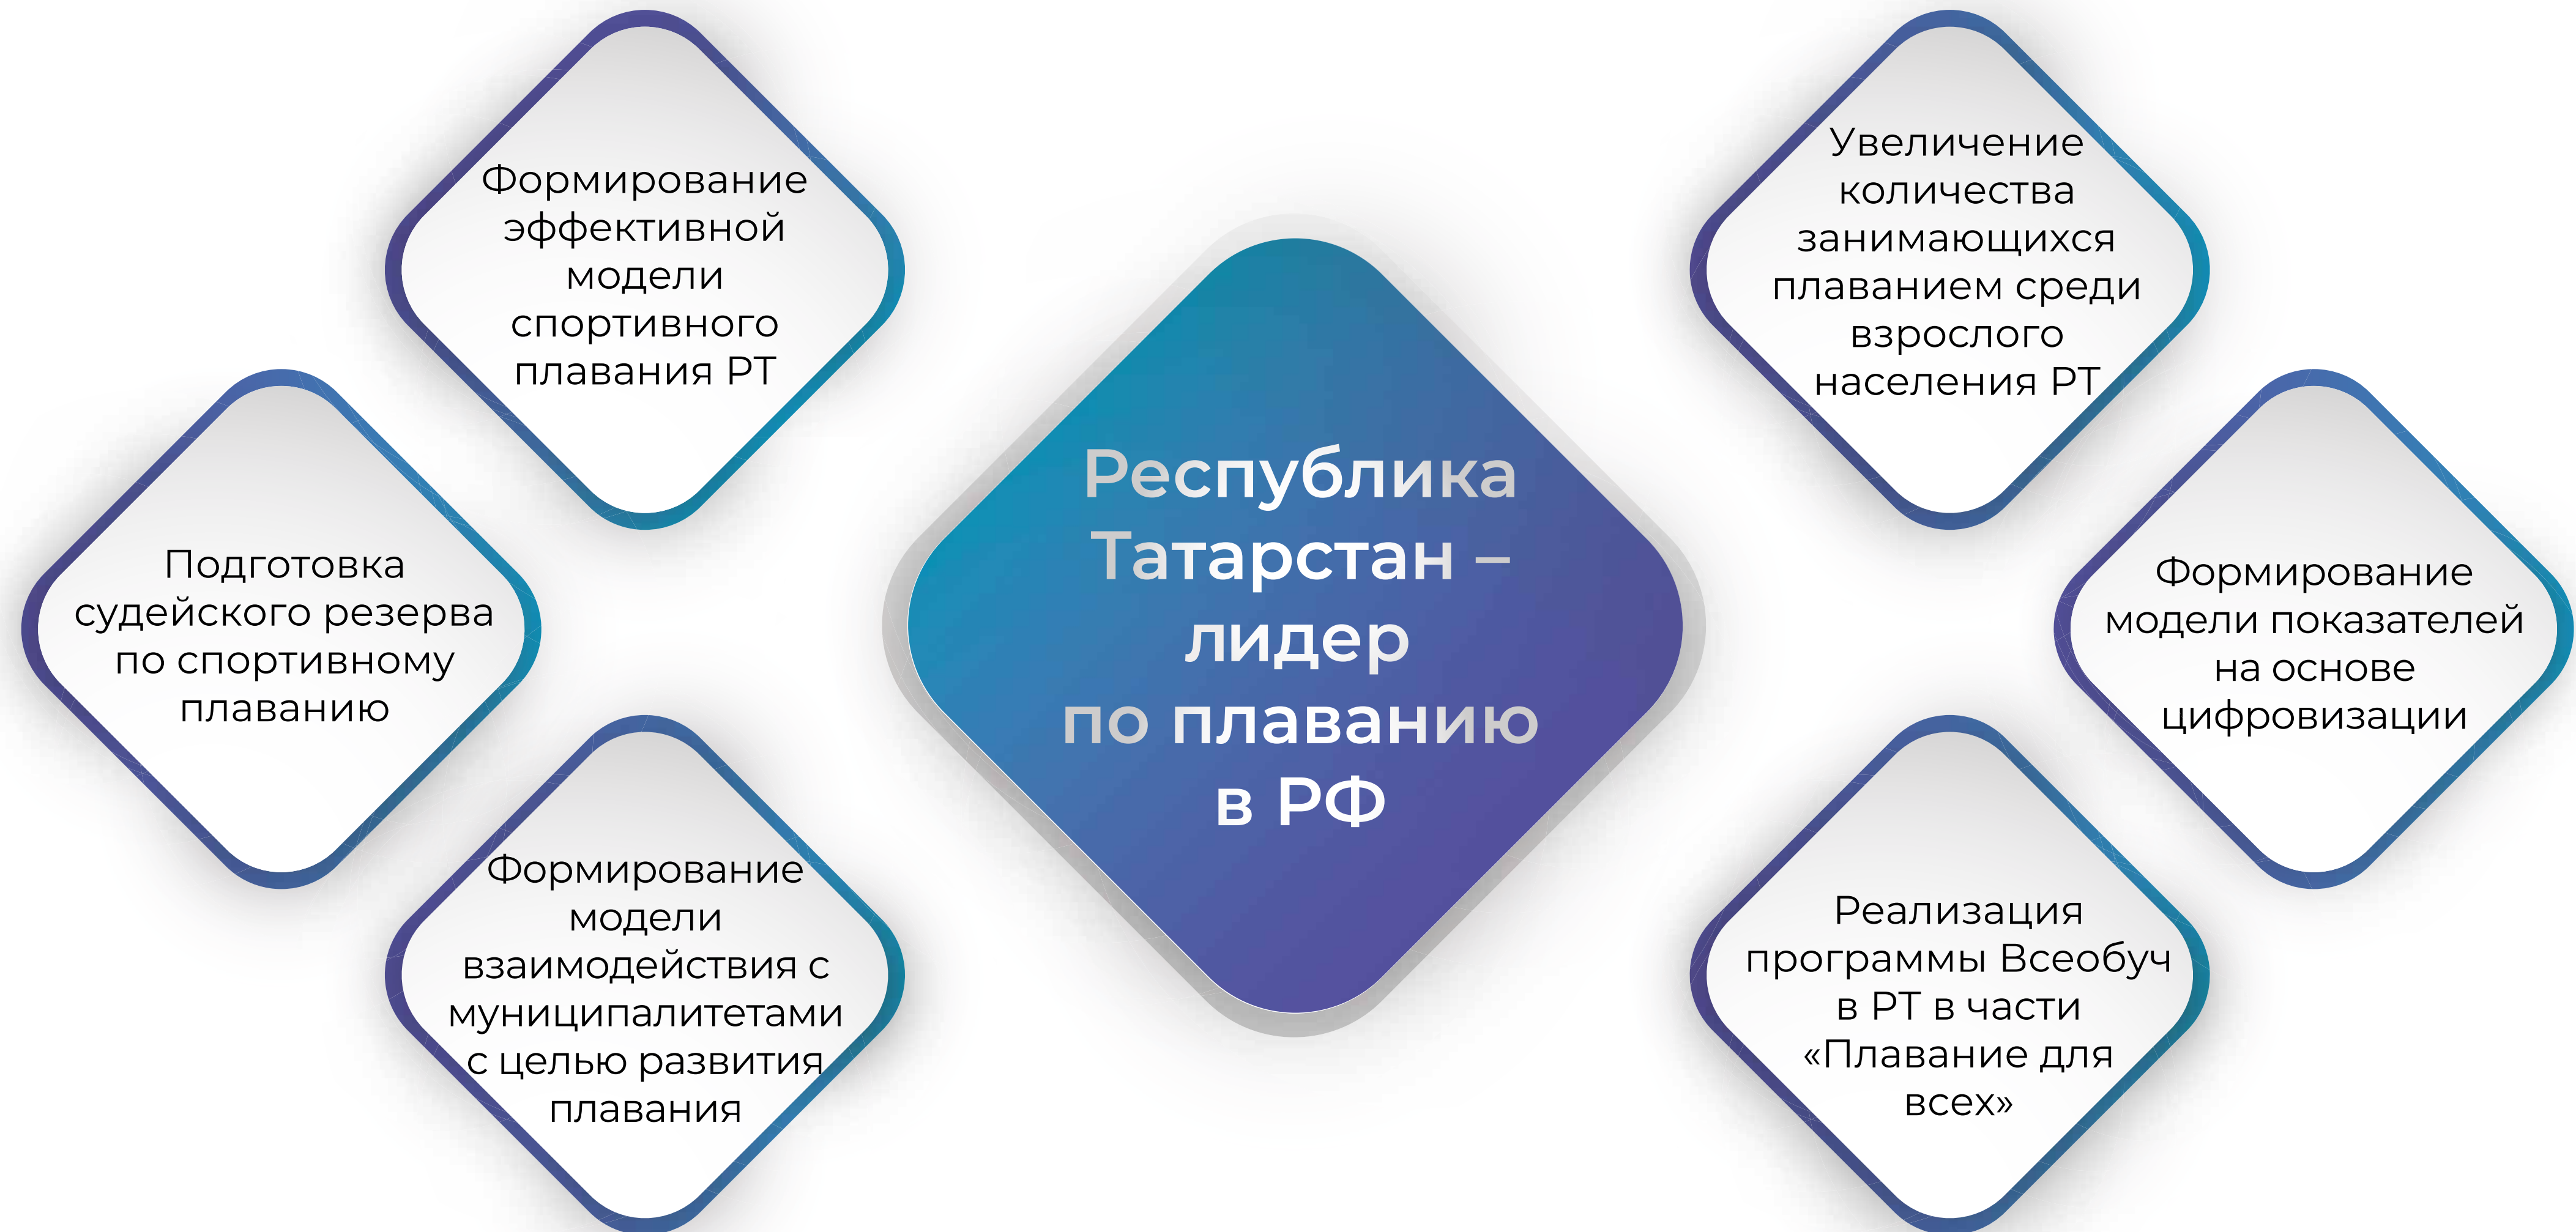 Формирование
эффективной
модели
спортивного
плавания РТ
Подготовка
судейского резерва
по спортивному
плаванию
Формирование
модели
взаимодействия с
муниципалитетами
с целью развития
плавания
Республика
Татарстан –
лидер
по плаванию
в РФ
Увеличение
количества
занимающихся
плаванием среди
взрослого
населения РТ
Формирование
модели показателей
на основе
цифровизации
Реализация
программы Всеобуч
в РТ в части
«Плавание для
всех»